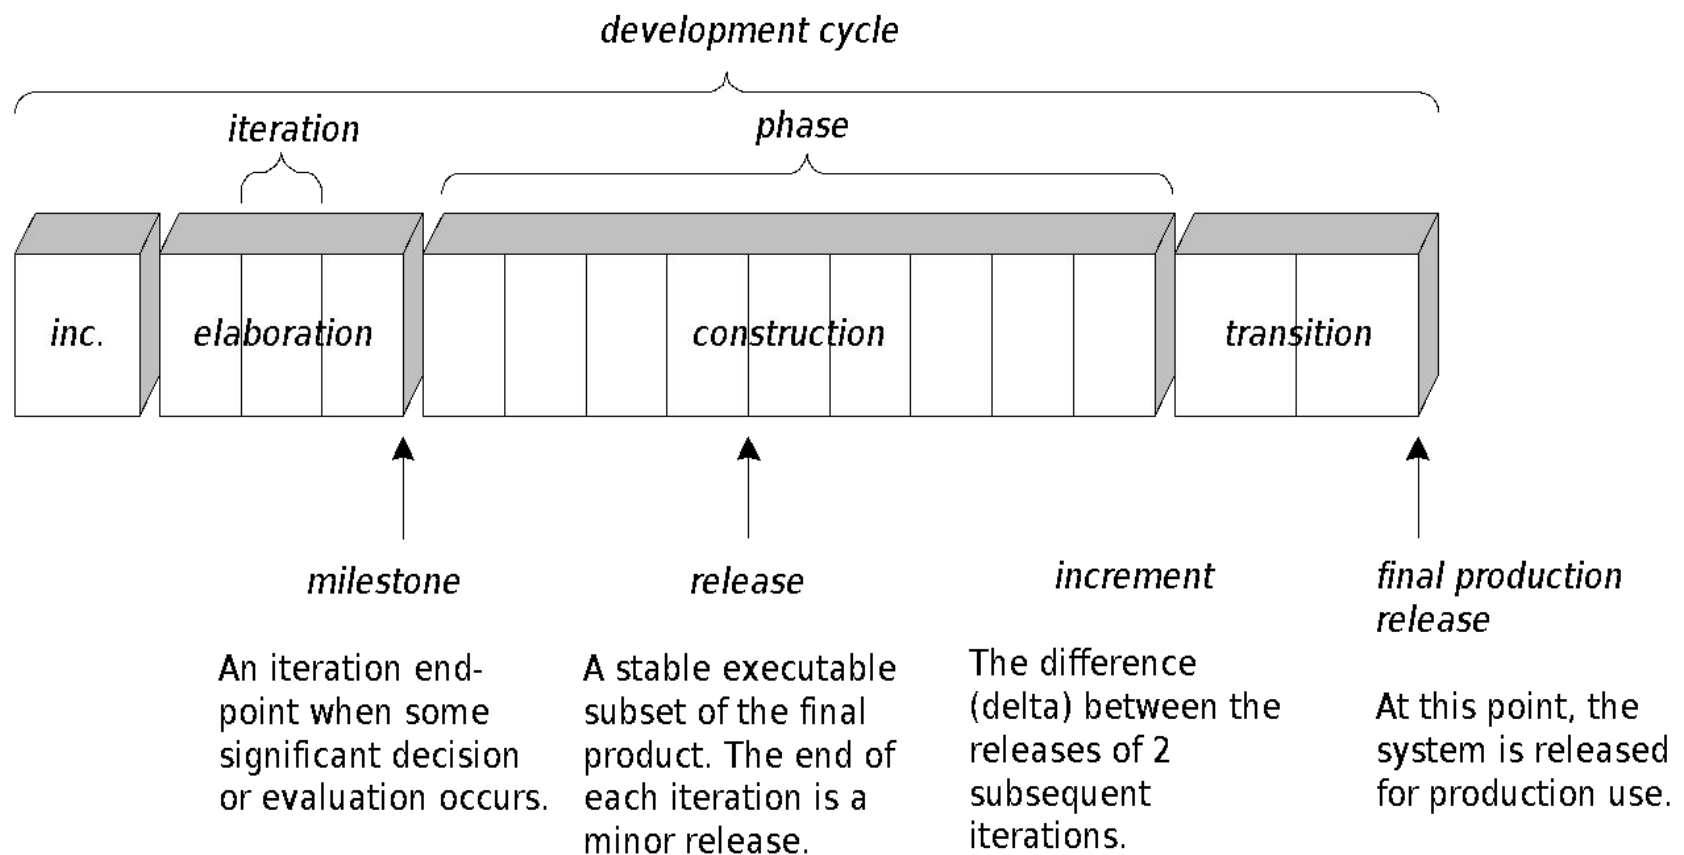 development cycle
iteration
phase
inc.
elaboration
construction
transition
milestone
An iteration end-
point when some
significant decision
or evaluation occurs.
release
A stable executable
subset of the final
product. The end of
each iteration is a
minor release.
increment
The difference
(delta) between the
releases of 2
subsequent
iterations.
final production
release
At this point, the
system is released
for production use.